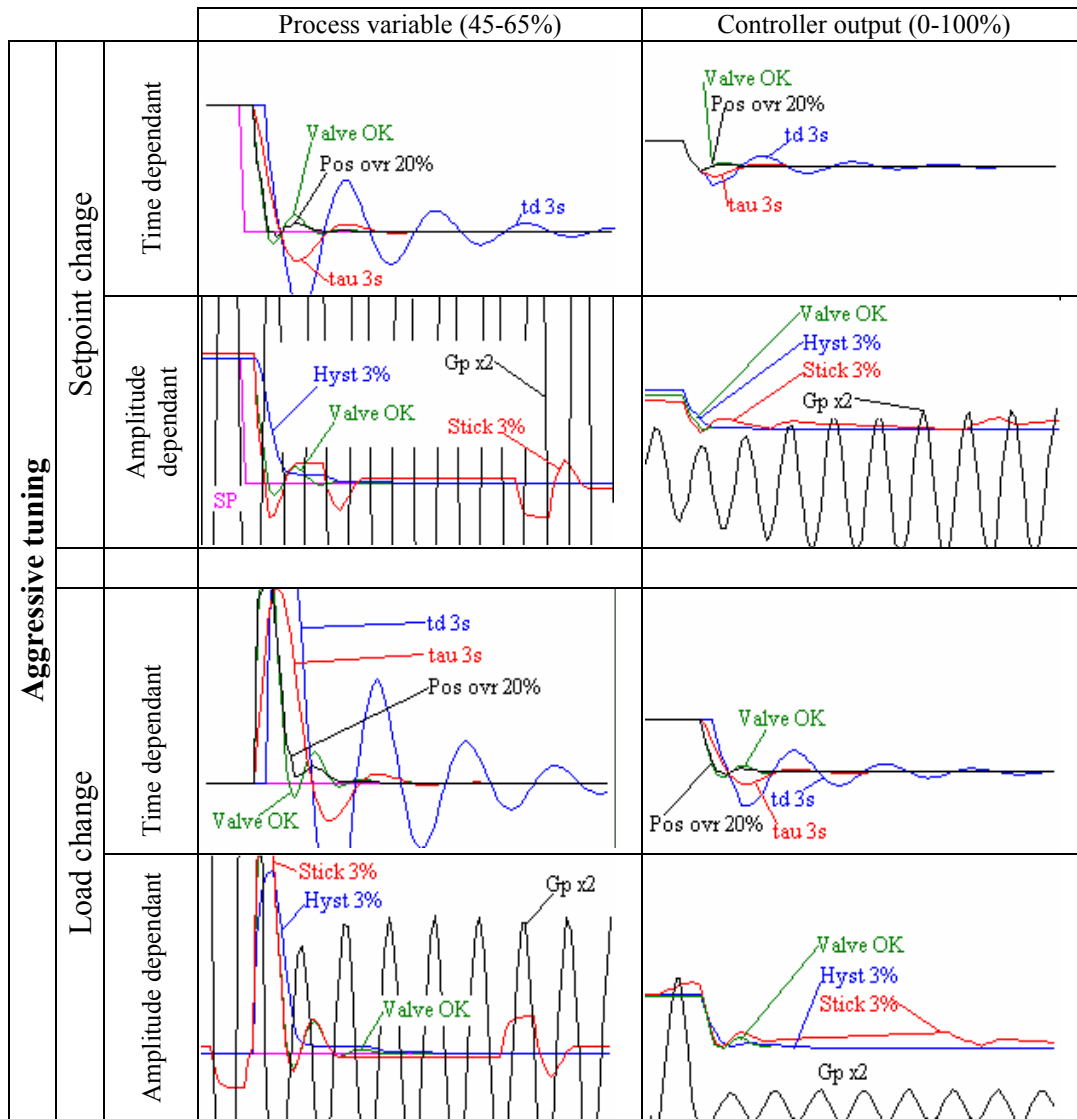 Process variable (45-65%)
Controller output (0-100%)
Aggressive tuning
Setpoint change
Time dependant
Valve OK
Pos ovr 20%
td 3s
tau 3s
Valve OK
Pos ovr 20%
td 3s
tau 3s
Amplitude
dependant
Gp x2
Hyst 3%
Valve OK
Stick 3%
SP
Valve OK
Hyst 3%
Stick 3%
Gp x2
Load change
Time dependant
td 3s
tau 3s
Pos ovr 20%
Valve OK
Valve OK
td 3s
Pos ovr 20%
tau 3s
Amplitude dependant
Stick 3%
Hyst 3%
Gp x2
Valve OK
Valve OK
Hyst 3%
Stick 3%
Gp x2